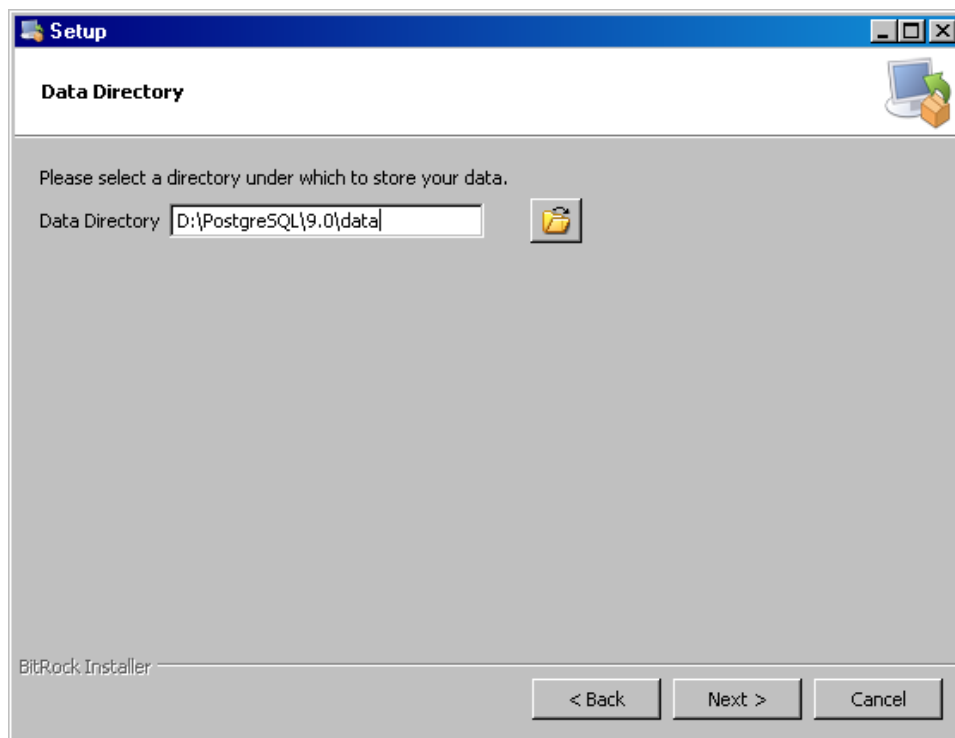 Setup
Data Directory
Please select a directory under which to store your data.
Data Directory D:\PostgreSQL\9.0\data
BitRock Installer
< Back Next > Cancel